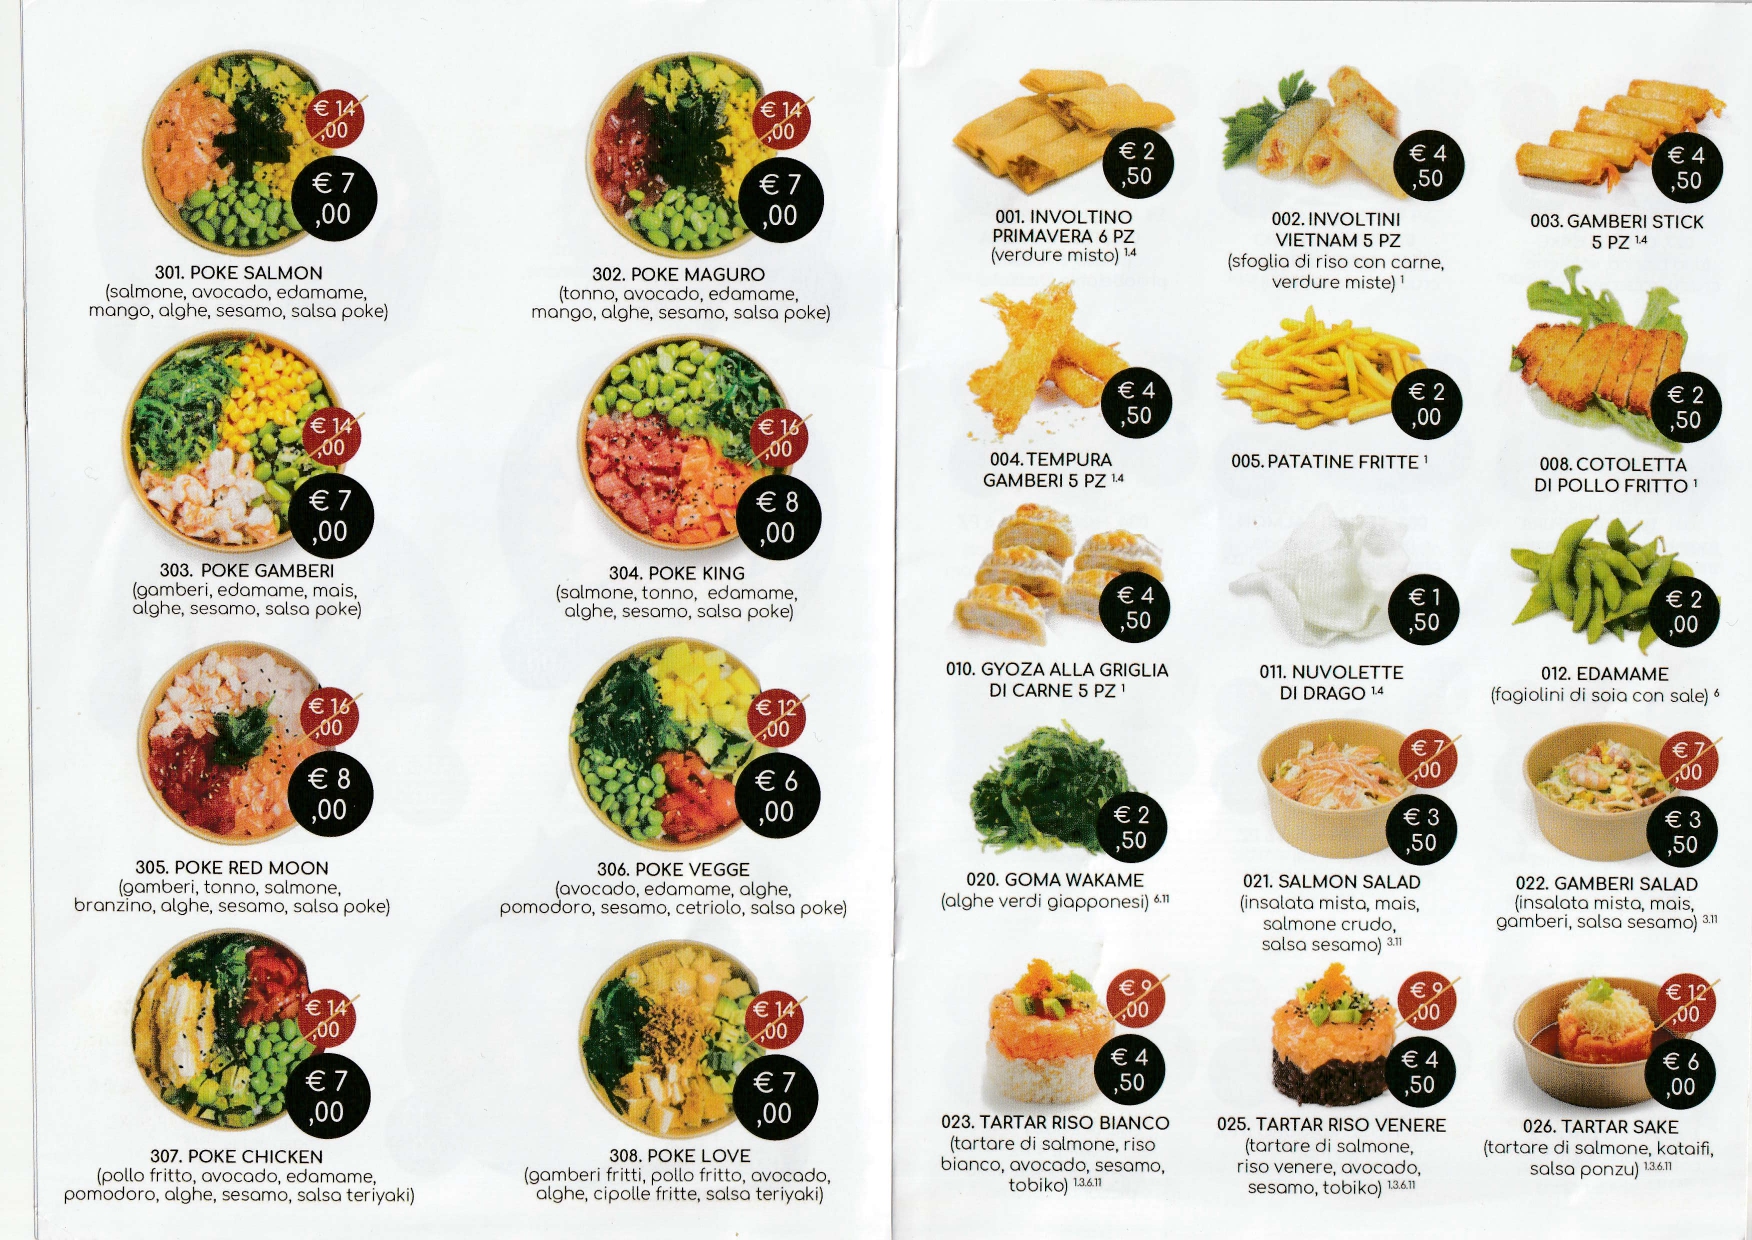 € 14
,00
€ 7
,00
301. POKE SALMON
(salmone, avocado, edamame,
mango, alghe, sesamo, salsa poke)
€ 14
,00
€ 7
,00
302. POKE MAGURO
(tonno, avocado, edamame,
mango, alghe, sesamo, salsa poke)
€ 14
,00
€ 7
,00
303. POKE GAMBERI
(gamberi, edamame, mais,
alghe, sesamo, salsa poke)
€ 16
,00
€ 8
,00
304. POKE KING
(salmone, tonno, edamame,
alghe, sesamo, salsa poke)
€ 16
,00
€ 8
,00
305. POKE RED MOON
(gamberi, tonno, salmone,
branzino, alghe, sesamo, salsa poke)
€ 12
,00
€ 6
,00
306. POKE VEGGE
(avocado, edamame, alghe,
pomodoro, sesamo, cetriolo, salsa poke)
€ 14
,00
€ 7
,00
307. POKE CHICKEN
(pollo fritto, avocado, edamame,
pomodoro, alghe, sesamo, salsa teriyaki)
€ 14
,00
€ 7
,00
308. POKE LOVE
(gamberi fritti, pollo fritto, avocado,
alghe, cipolle fritte, salsa teriyaki)
€ 2
,50
001. INVOLTINO
PRIMAVERA 6 PZ
(verdure misto) 1.4
€ 4
,50
002. INVOLTINI
VIETNAM 5 PZ
(sfoglia di riso con carne,
verdure miste) 1
€ 4
,50
003. GAMBERI STICK
5 PZ 1.4
€ 4
,50
004. TEMPURA
GAMBERI 5 PZ 1.4
€ 2
,00
005. PATATINE FRITTE 1
€ 2
,50
008. COTOLETTA
DI POLLO FRITTO 1
€ 4
,50
010. GYOZA ALLA GRIGLIA
DI CARNE 5 PZ 1
€ 1
,50
011. NUVOLETTE
DI DRAGO 1.4
€ 2
,00
012. EDAMAME
(fagiolini di soia con sale) 6
€ 2
,50
020. GOMA WAKAME
(alghe verdi giapponesi) 6.11
€ 7
,00
€ 3
,50
021. SALMON SALAD
(insalata mista, mais,
salmone crudo,
salsa sesamo) 3.11
€ 7
,00
€ 3
,50
022. GAMBERI SALAD
(insalata mista, mais,
gamberi, salsa sesamo) 3.11
€ 9
,00
€ 4
,50
023. TARTAR RISO BIANCO
(tartare di salmone, riso
bianco, avocado, sesamo,
tobiko) 1.3.6.11
€ 9
,00
€ 4
,50
025. TARTAR RISO VENERE
(tartare di salmone,
riso venere, avocado,
sesamo, tobiko) 1.3.6.11
€ 12
,00
€ 6
,00
026. TARTAR SAKE
(tartare di salmone, kataifi,
salsa ponzu) 1.3.6.11